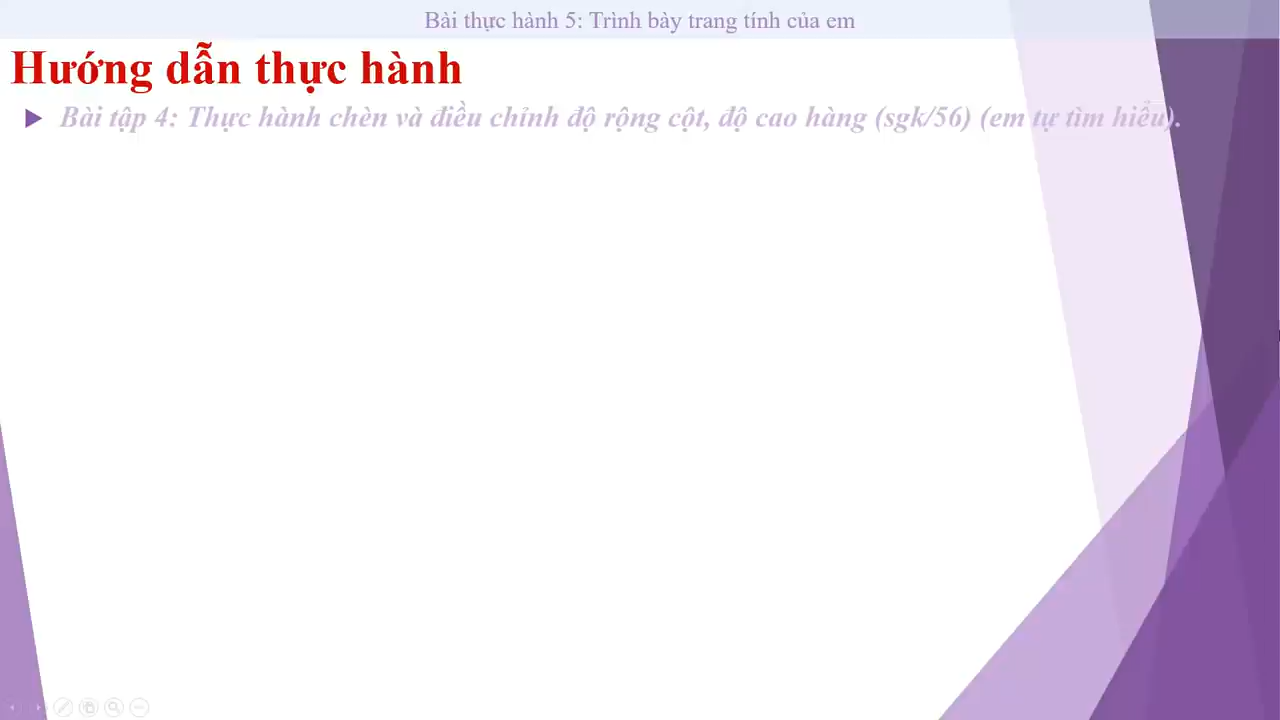 Bài thực hành 5: Trình bày trang tính của em
Hướng dẫn thực hành
Bài tập 4: Thực hành chèn và điều chỉnh độ rộng cột, độ cao hàng (sgk/56) (em tự tìm hiểu).